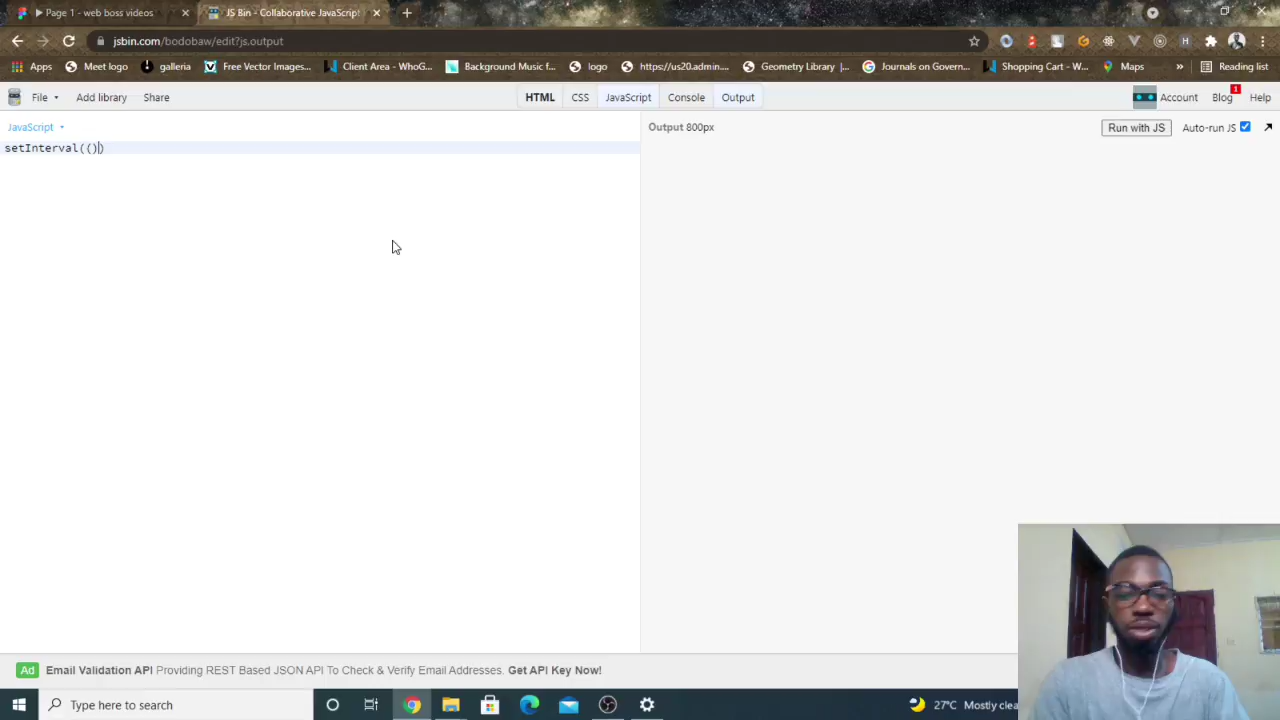 Page 1 - web boss videos
JS Bin - Collaborative JavaScript
jsbin.com/bodobaw/edit?js,output
Apps
Meet logo
galleria
Free Vector Images...
Client Area - WhoG...
Background Music f...
logo
https://us20.admin....
Geometry Library |...
Journals on Govern...
Shopping Cart - W...
Maps
»
Reading list
File
Add library
Share
HTML
CSS
JavaScript
Console
Output
Account
Blog
1
Help
JavaScript
Output 800px
Run with JS
Auto-run JS
setInterval(())
Ad
Email Validation API Providing REST Based JSON API To Check & Verify Email Addresses. Get API Key Now!
Type here to search
27°C Mostly clea